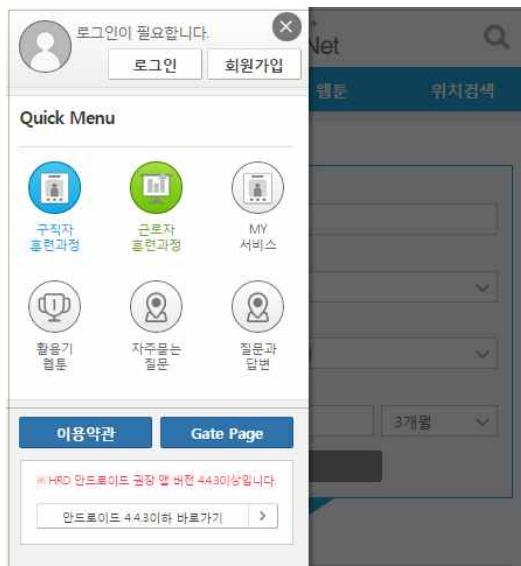 로그인이 필요합니다.
로그인
회원가입
Net
웹툰
위치검색
Quick Menu
구직자
훈련과정
근로자
훈련과정
MY
서비스
활용기
웹툰
자주묻는
질문
질문과
답변
3개월
이용약관
Gate Page
※ HRD 안드로이드 권장 앱 버전 4.4.3이상입니다.
안드로이드 4.4.3이하 바로가기